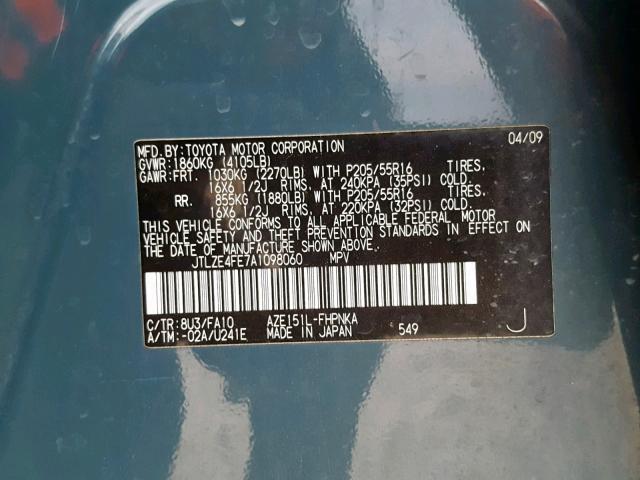 MFD. BY: TOYOTA MOTOR CORPORATION 04/09
GVWR: 1860KG (4105LB)
GAWR: FRT. 1030KG (2270LB) WITH P205/55R16 TIRES,
16X6 1/2J RIMS, AT 240KPA (35PSI) COLD.
RR. 855KG (1880LB) WITH P205/55R16 TIRES,
16X6 1/2J RIMS, AT 220KPA (32PSI) COLD.
THIS VEHICLE CONFORMS TO ALL APPLICABLE FEDERAL MOTOR
VEHICLE SAFETY AND THEFT PREVENTION STANDARDS IN EFFECT ON
THE DATE OF MANUFACTURE SHOWN ABOVE.
JTLZE4FE7A1098060 MPV
C/TR: 8U3/FA10 AZE151L-FHPNKA
A/TM: -02A/U241E MADE IN JAPAN 549 J